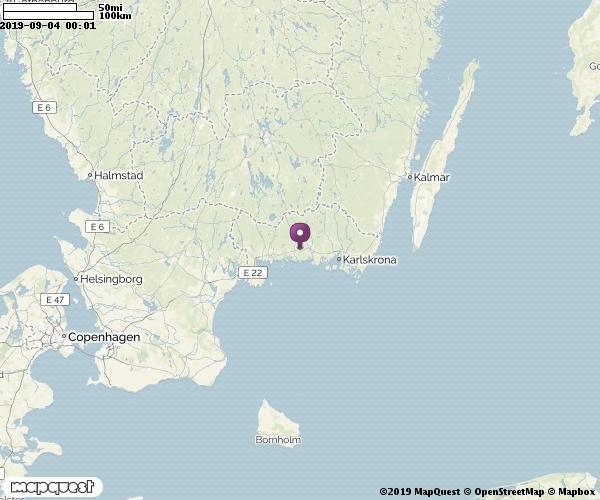 50mi
100km
2019-09-04 00:01
E 6
Halmstad
Kalmar
E 6
Karlskrona
E 22
Helsingborg
E 47
Copenhagen
Bornholm
mapquest
©2019 MapQuest © OpenStreetMap © Mapbox